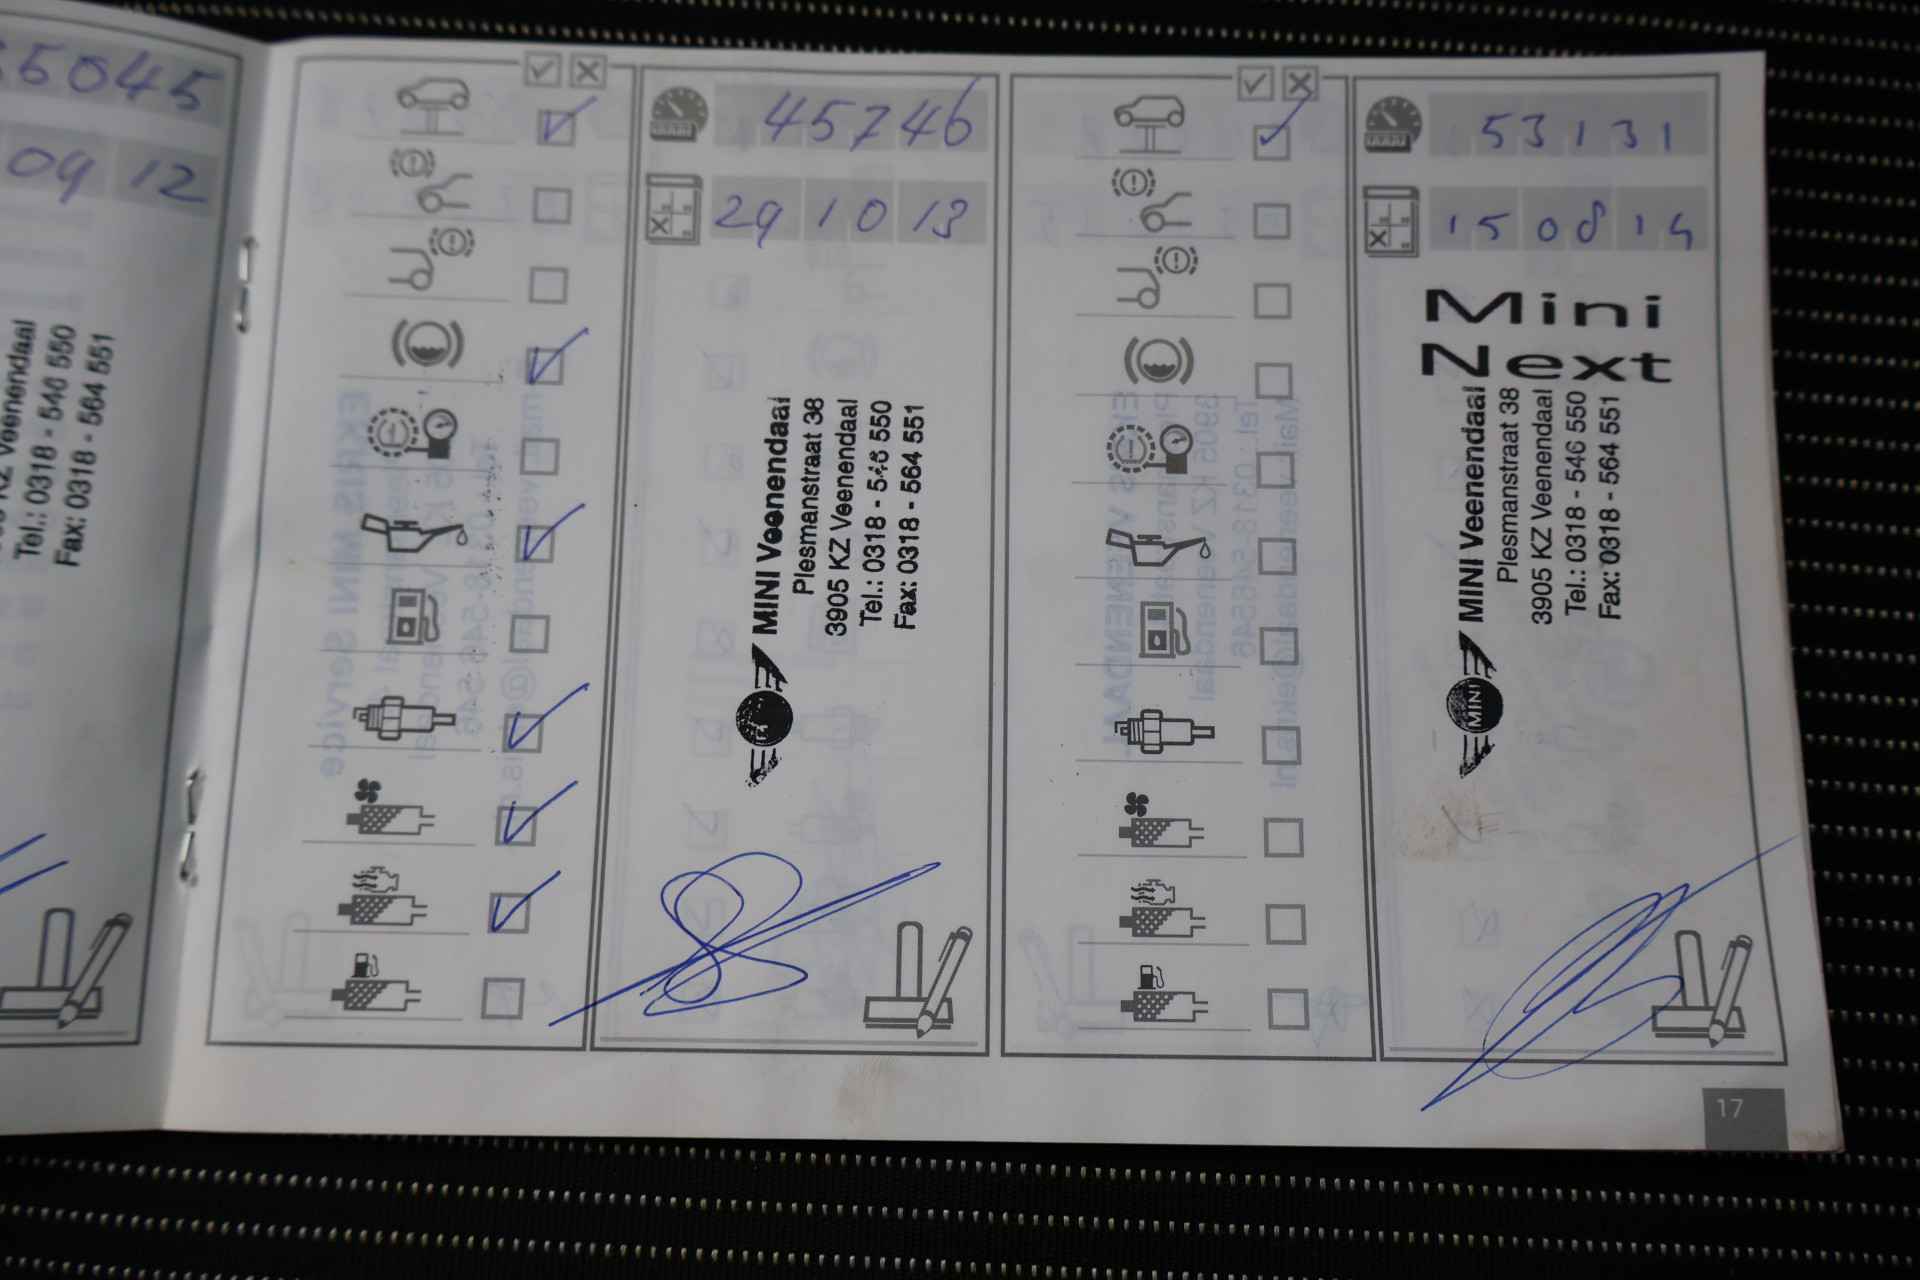 5045
09 12
Veenendaal
Tel.: 0318 - 546 550
Fax: 0318 - 564 551
45746
29 10 13
MINI Veenendaal
Plesmanstraat 38
3905 KZ Veenendaal
Tel.: 0318 - 546 550
Fax: 0318 - 564 551
53131
15 08 14
Mini
Next
MINI Veenendaal
Plesmanstraat 38
3905 KZ Veenendaal
Tel.: 0318 - 546 550
Fax: 0318 - 564 551
MINI
17